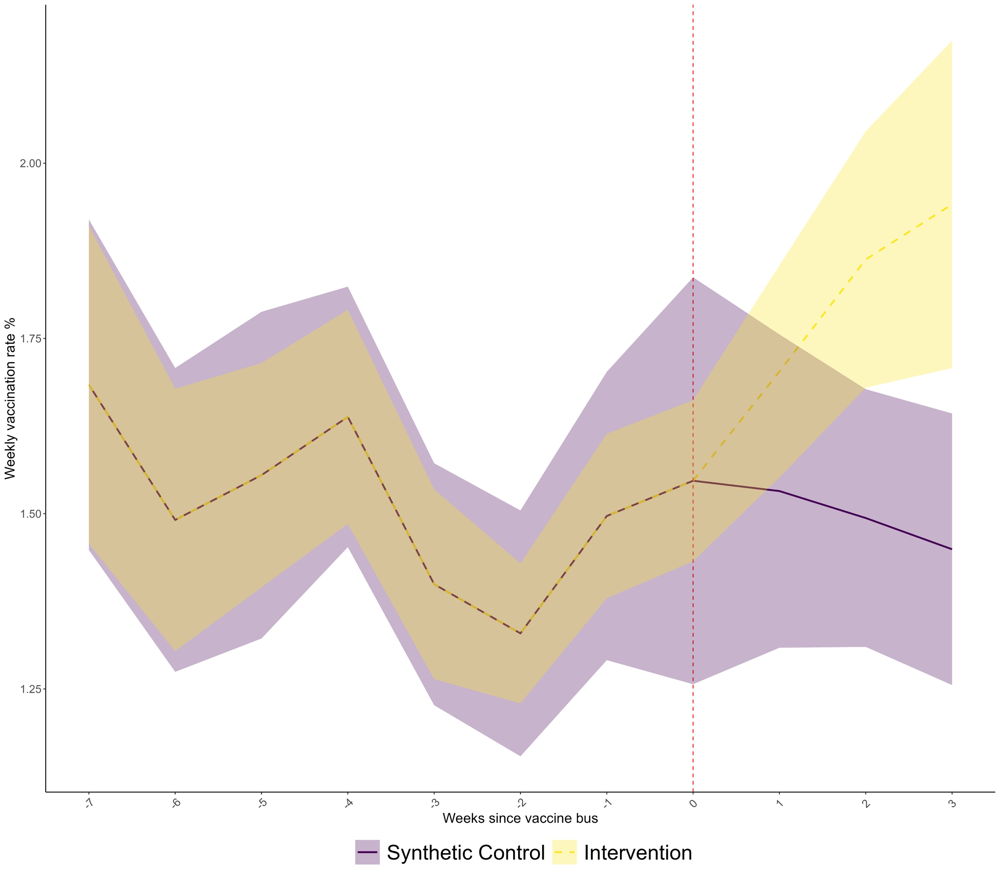 Weekly vaccination rate %
2.00
1.75
1.50
1.25
-7 -6 -5 -4 -3 -2 -1 0 1 2 3
Weeks since vaccine bus
Synthetic Control Intervention